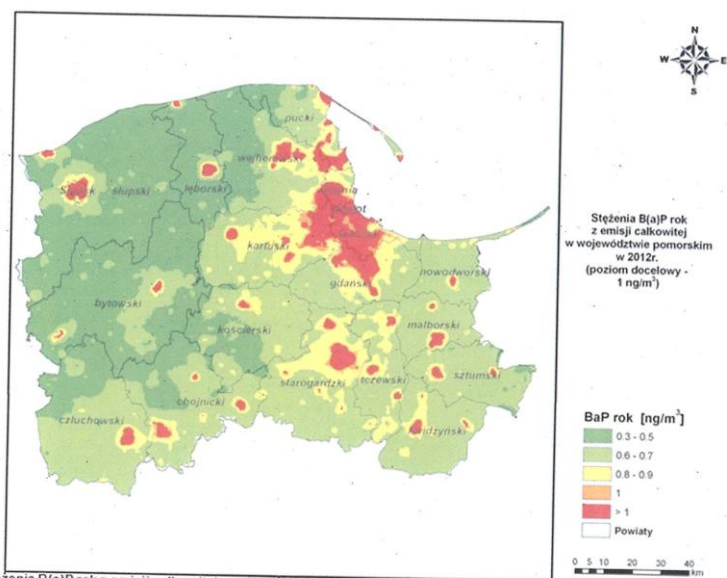 N
W E
S
pucki
wejherowski
Słupsk
słupski
lęborski
Gdynia
Sopot
kartuski
gdański
nowodworski
bytowski
kościerski
malborski
starogardzki
tczewski
sztumski
chojnicki
człuchowski
kwidzyński
Stężenia B(a)P rok
z emisji całkowitej
w województwie pomorskim
w 2012r.
(poziom docelowy -
1 ng/m³)
BaP rok [ng/m³]
0.3 - 0.5
0.6 - 0.7
0.8 - 0.9
1
> 1
Powiaty
0 5 10 20 30 40
km